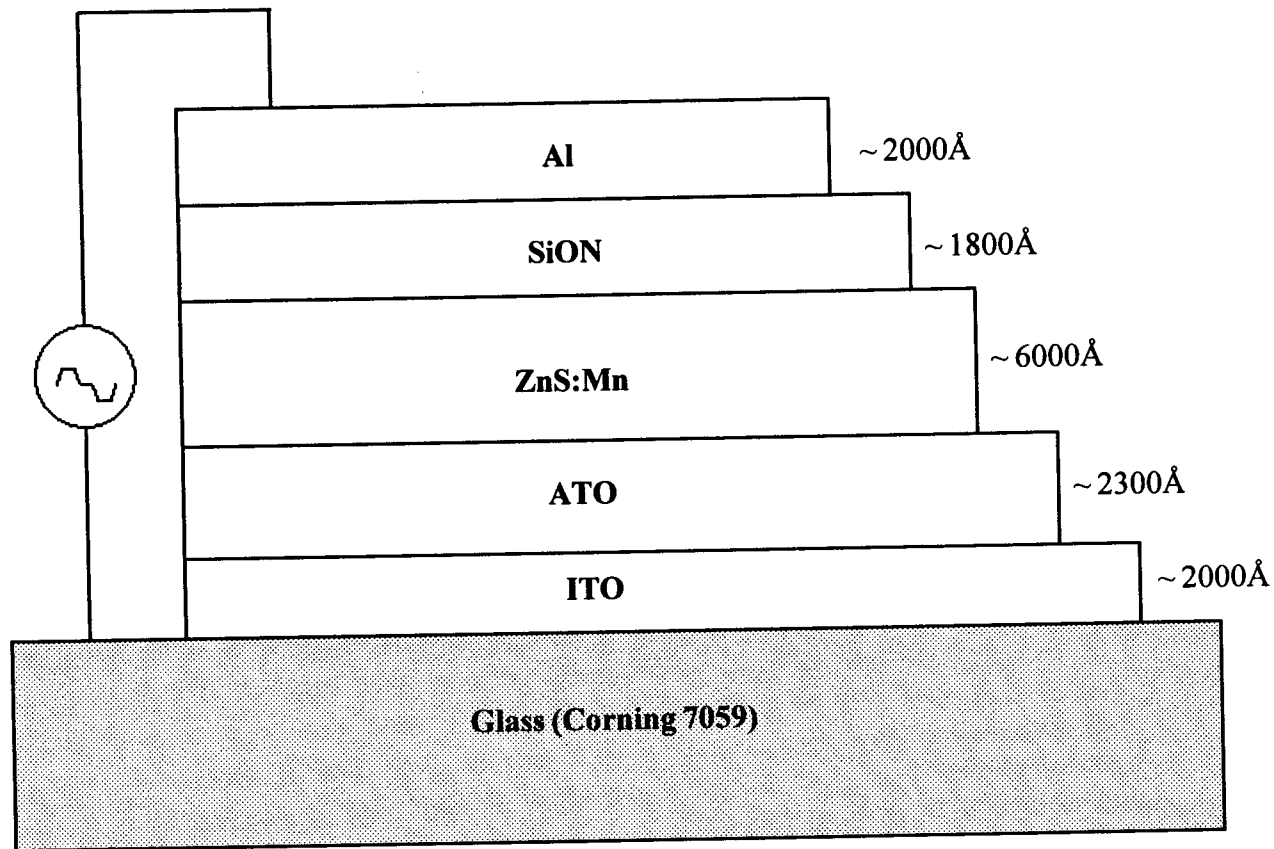 Al
~2000Å
SiON
~1800Å
ZnS:Mn
~6000Å
ATO
~2300Å
ITO
~2000Å
Glass (Corning 7059)